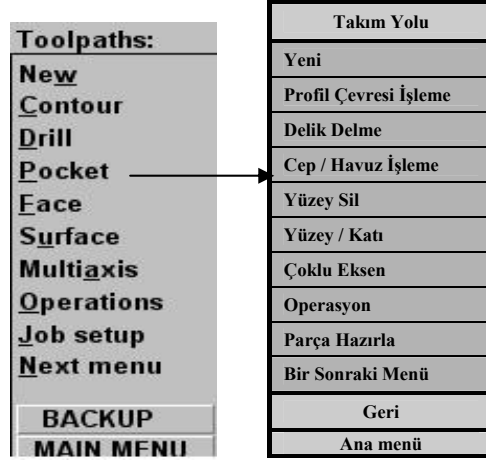 Toolpaths:
New
Contour
Drill
Pocket
Face
Surface
Multiaxis
Operations
Job setup
Next menu
BACKUP
MAIN MENU
Takım Yolu
Yeni
Profil Çevresi İşleme
Delik Delme
Cep / Havuz İşleme
Yüzey Sil
Yüzey / Katı
Çoklu Eksen
Operasyon
Parça Hazırla
Bir Sonraki Menü
Geri
Ana menü